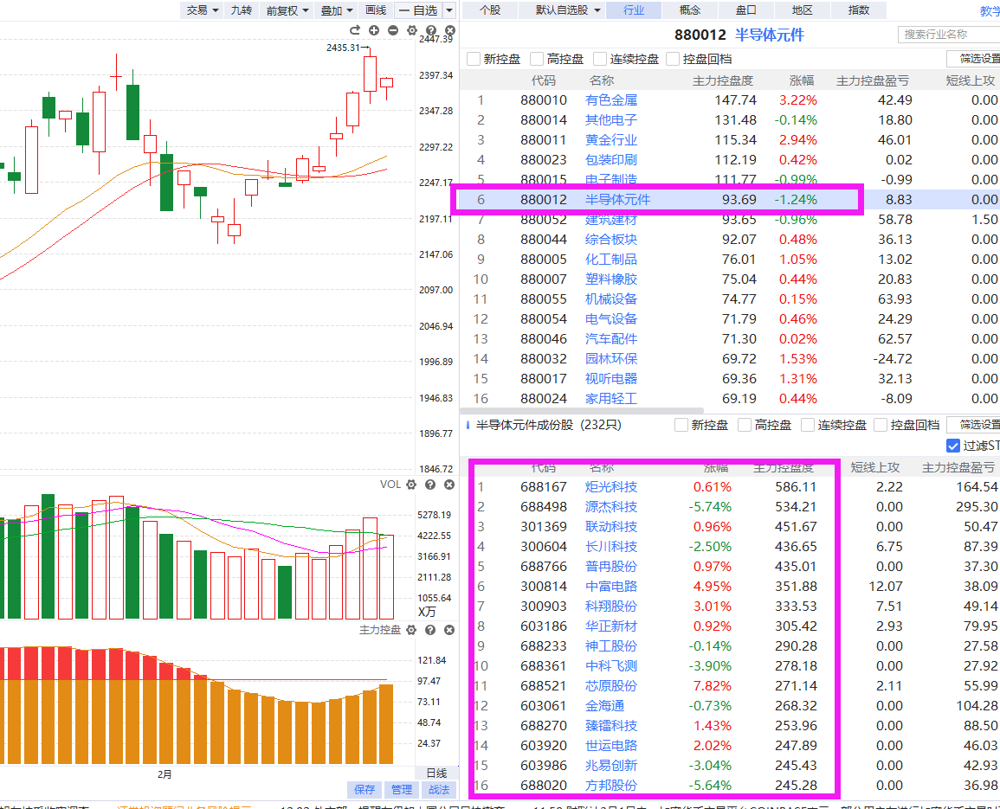 交易 九转 前复权 叠加 画线 一 自选 个股 默认自选股 行业 概念 盘口 地区 指数 教学
2435.31
2447.39
2397.34
2347.28
2297.22
2247.17
2197.11
2147.06
2097.00
2046.94
1996.89
1946.83
1896.77
1846.72
VOL
5278.19
4222.55
3166.91
2111.28
1055.64
X万
主力控盘
121.84
97.47
73.11
48.74
24.37
2月 日线
保存 管理 战法
880012 半导体元件 搜索行业名称
新控盘 高控盘 连续控盘 控盘回档 筛选设置
代码 名称 主力控盘度 涨幅 主力控盘盈亏 短线上攻
1 880010 有色金属 147.74 3.22% 42.49 0.00
2 880014 其他电子 131.48 -0.14% 18.80 0.00
3 880011 黄金行业 115.34 2.94% 46.01 0.00
4 880023 包装印刷 112.19 0.42% 0.02 0.00
5 880015 电子制造 111.77 -0.99% -0.99 0.00
6 880012 半导体元件 93.69 -1.24% 8.83 0.00
7 880052 建筑建材 93.65 -0.96% 58.78 1.50
8 880044 综合板块 92.07 0.48% 36.13 0.00
9 880005 化工制品 76.01 1.05% 13.02 0.00
10 880007 塑料橡胶 75.04 0.44% 20.83 0.00
11 880055 机械设备 74.77 0.15% 63.93 0.00
12 880054 电气设备 71.79 0.46% 24.29 0.00
13 880046 汽车配件 71.30 0.02% 62.57 0.00
14 880032 园林环保 69.72 1.53% -24.72 0.00
15 880017 视听电器 69.36 1.31% 32.13 0.00
16 880024 家用轻工 69.19 0.44% -8.09 0.00
半导体元件成份股 (232只) 新控盘 高控盘 连续控盘 控盘回档 筛选设置
过滤ST
代码 名称 涨幅 主力控盘度 短线上攻 主力控盘盈亏
1 688167 炬光科技 0.61% 586.11 2.22 164.54
2 688498 源杰科技 -5.74% 534.21 0.00 295.30
3 301369 联动科技 0.96% 451.67 0.00 50.47
4 300604 长川科技 -2.50% 436.65 6.75 87.39
5 688766 普冉股份 0.97% 435.01 0.00 37.30
6 300814 中富电路 4.95% 351.88 12.07 38.09
7 300903 科翔股份 3.01% 333.53 7.51 49.14
8 603186 华正新材 0.92% 305.42 2.93 79.95
9 688233 神工股份 -0.14% 290.28 0.00 27.58
10 688361 中科飞测 -3.90% 278.18 0.00 27.92
11 688521 芯原股份 7.82% 271.14 2.11 55.99
12 603061 金海通 -0.73% 268.32 0.00 104.28
13 688270 臻镭科技 1.43% 253.96 0.00 88.50
14 603920 世运电路 2.02% 247.89 0.00 46.03
15 603986 兆易创新 -3.04% 245.43 0.00 42.93
16 688020 方邦股份 -5.64% 245.28 0.00 36.98